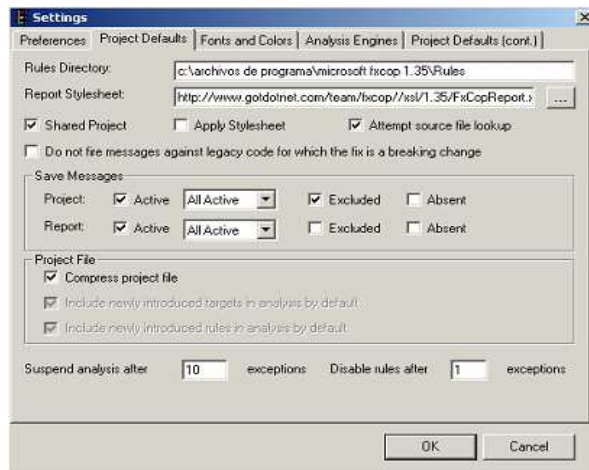 Settings
Preferences Project Defaults Fonts and Colors Analysis Engines Project Defaults (cont.)
Rules Directory: c:\archivos de programa\microsoft fxcop 1.35\Rules
Report Stylesheet: http://www.gotdotnet.com/team/fxcop//xsl/1.35/FxCopReport.x ...
Shared Project Apply Stylesheet Attempt source file lookup
Do not fire messages against legacy code for which the fix is a breaking change
Save Messages
Project: Active All Active Excluded Absent
Report: Active All Active Excluded Absent
Project File
Compress project file
Include newly introduced targets in analysis by default
Include newly introduced rules in analysis by default
Suspend analysis after 10 exceptions Disable rules after 1 exceptions
OK Cancel